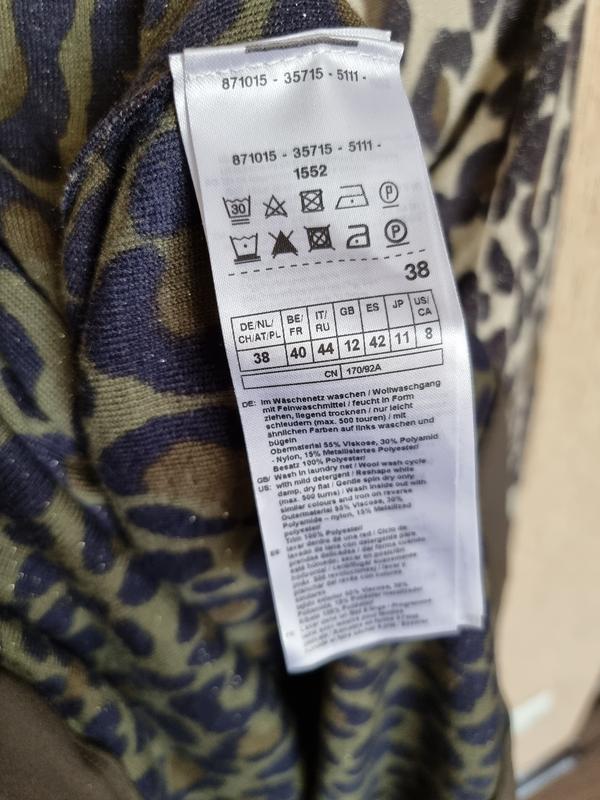 871015 - 35715 - 5111 -
871015 - 35715 - 5111 -
1552
30 P
P
38
DE/NL/ CH/AT/PL BE/ FR IT/ RU GB ES JP US/ CA
38 40 44 12 42 11 8
CN 170/92A
DE: Im Wäschenetz waschen / Wollwaschgang
mit Feinwaschmittel / feucht in Form
ziehen, liegend trocknen / nur leicht
schleudern (max. 500 touren) / mit
ähnlichen Farben auf links waschen und
bügeln
Obermaterial 55% Viskose, 30% Polyamid
- Nylon, 15% Metallisiertes Polyester/
Besatz 100% Polyester/
GB/ Wash in laundry net / Wool wash cycle
US: with mild detergent / Reshape while
damp, dry flat / Gentle spin dry only
(max. 500 turns) / Wash inside out with
similar colours and iron on reverse
Outermaterial 55% Viscose, 30%
Polyamide - nylon, 15% Metallized
polyester/
Trim 100% Polyester/